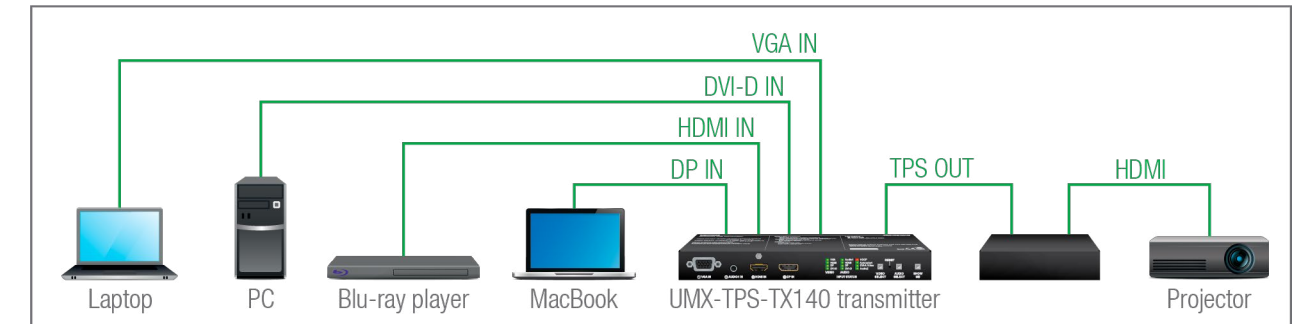 VGA IN
DVI-D IN
HDMI IN
DP IN
TPS OUT
HDMI
Laptop
PC
Blu-ray player
MacBook
UMX-TPS-TX140 transmitter
Projector